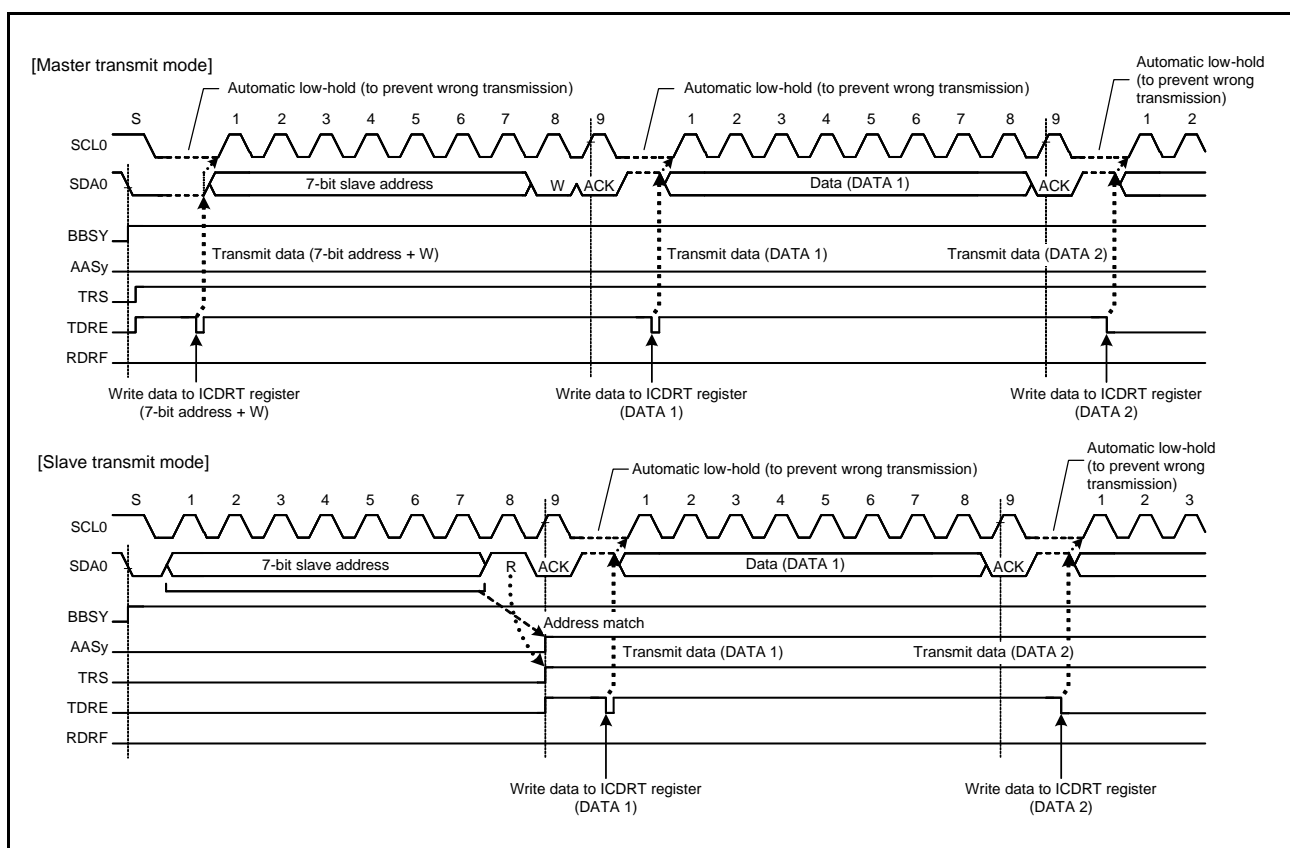 [Master transmit mode]
Automatic low-hold (to prevent wrong transmission)
Automatic low-hold (to prevent wrong transmission)
Automatic low-hold
(to prevent wrong
transmission)
S 1 2 3 4 5 6 7 8 9 1 2 3 4 5 6 7 8 9 1 2
SCL0
SDA0 7-bit slave address W ACK Data (DATA 1) ACK
BBSY
Transmit data (7-bit address + W) Transmit data (DATA 1) Transmit data (DATA 2)
AASy
TRS
TDRE
RDRF
Write data to ICDRT register
(7-bit address + W)
Write data to ICDRT register
(DATA 1)
Write data to ICDRT register
(DATA 2)
[Slave transmit mode]
Automatic low-hold (to prevent wrong transmission)
Automatic low-hold
(to prevent wrong
transmission)
S 1 2 3 4 5 6 7 8 9 1 2 3 4 5 6 7 8 9 1 2 3
SCL0
SDA0 7-bit slave address R ACK Data (DATA 1) ACK
BBSY
Address match
AASy
Transmit data (DATA 1) Transmit data (DATA 2)
TRS
TDRE
RDRF
Write data to ICDRT register
(DATA 1)
Write data to ICDRT register
(DATA 2)